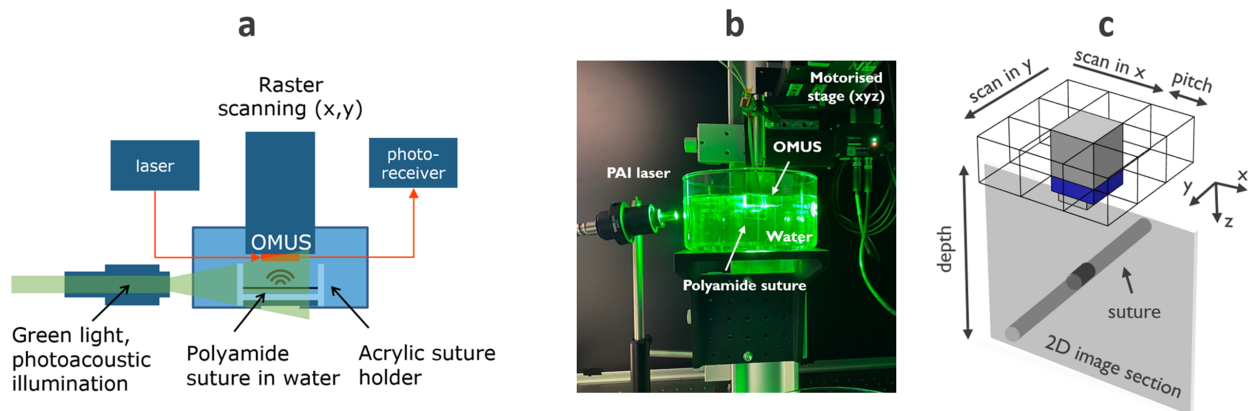 a
Raster
scanning (x,y)
laser
photo-
receiver
OMUS
Green light,
photoacoustic
illumination
Polyamide
suture in water
Acrylic suture
holder
b
Motorised
stage (xyz)
OMUS
PAI laser
Water
Polyamide suture
c
scan in y
scan in x
pitch
x
y
z
depth
suture
2D image section